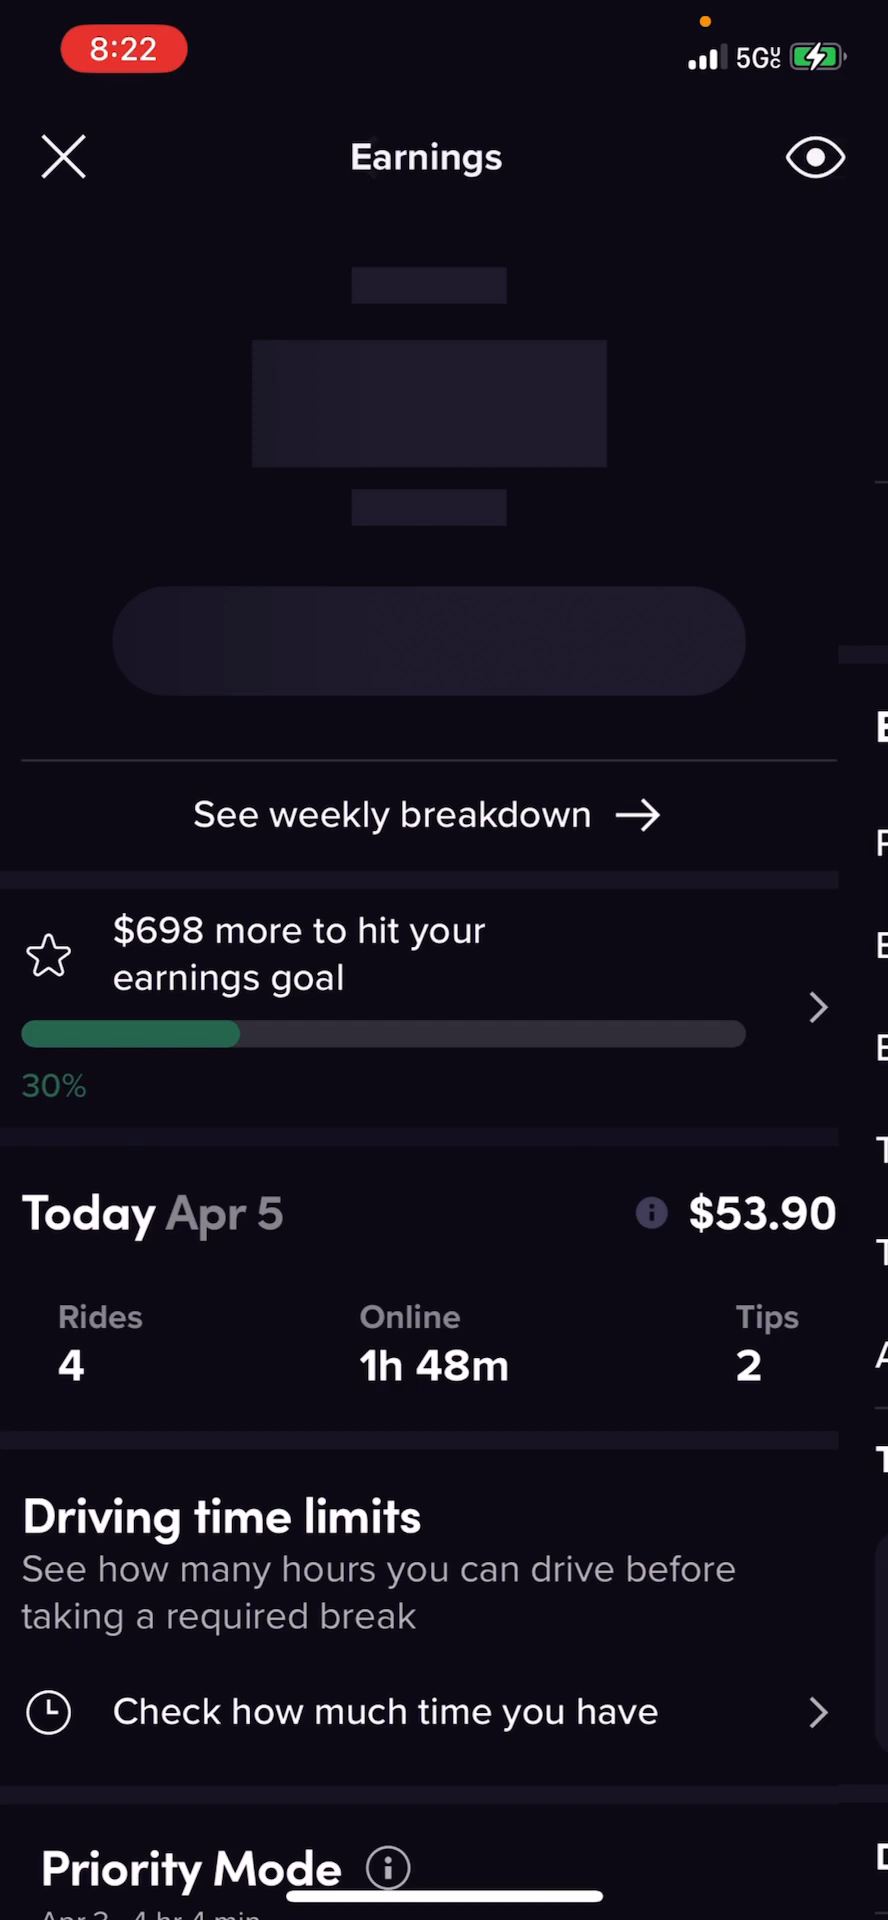 8:22
5GUC
Earnings
See weekly breakdown
$698 more to hit your
earnings goal
30%
Today Apr 5
$53.90
Rides
Online
Tips
4
1h 48m
2
Driving time limits
See how many hours you can drive before
taking a required break
Check how much time you have
Priority Mode